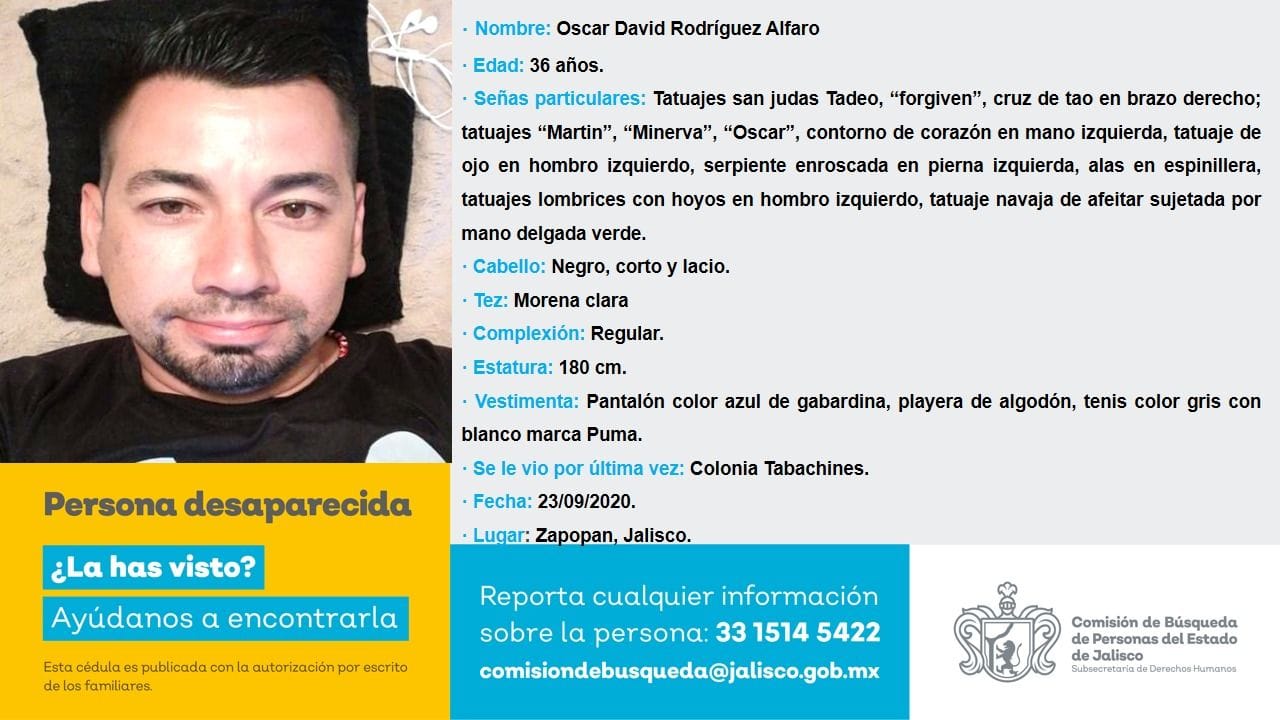 · Nombre: Oscar David Rodríguez Alfaro
· Edad: 36 años.
· Señas particulares: Tatuajes san judas Tadeo, “forgiven”, cruz de tao en brazo derecho;
tatuajes “Martin”, “Minerva”, “Oscar”, contorno de corazón en mano izquierda, tatuaje de
ojo en hombro izquierdo, serpiente enroscada en pierna izquierda, alas en espinillera,
tatuajes lombrices con hoyos en hombro izquierdo, tatuaje navaja de afeitar sujetada por
mano delgada verde.
· Cabello: Negro, corto y lacio.
· Tez: Morena clara
· Complexión: Regular.
· Estatura: 180 cm.
· Vestimenta: Pantalón color azul de gabardina, playera de algodón, tenis color gris con
blanco marca Puma.
· Se le vio por última vez: Colonia Tabachines.
· Fecha: 23/09/2020.
· Lugar: Zapopan, Jalisco.
Persona desaparecida
¿La has visto?
Ayúdanos a encontrarla
Esta cédula es publicada con la autorización por escrito
de los familiares.
Reporta cualquier información
sobre la persona: 33 1514 5422
comisiondebusqueda@jalisco.gob.mx
Comisión de Búsqueda
de Personas del Estado
de Jalisco
Subsecretaría de Derechos Humanos